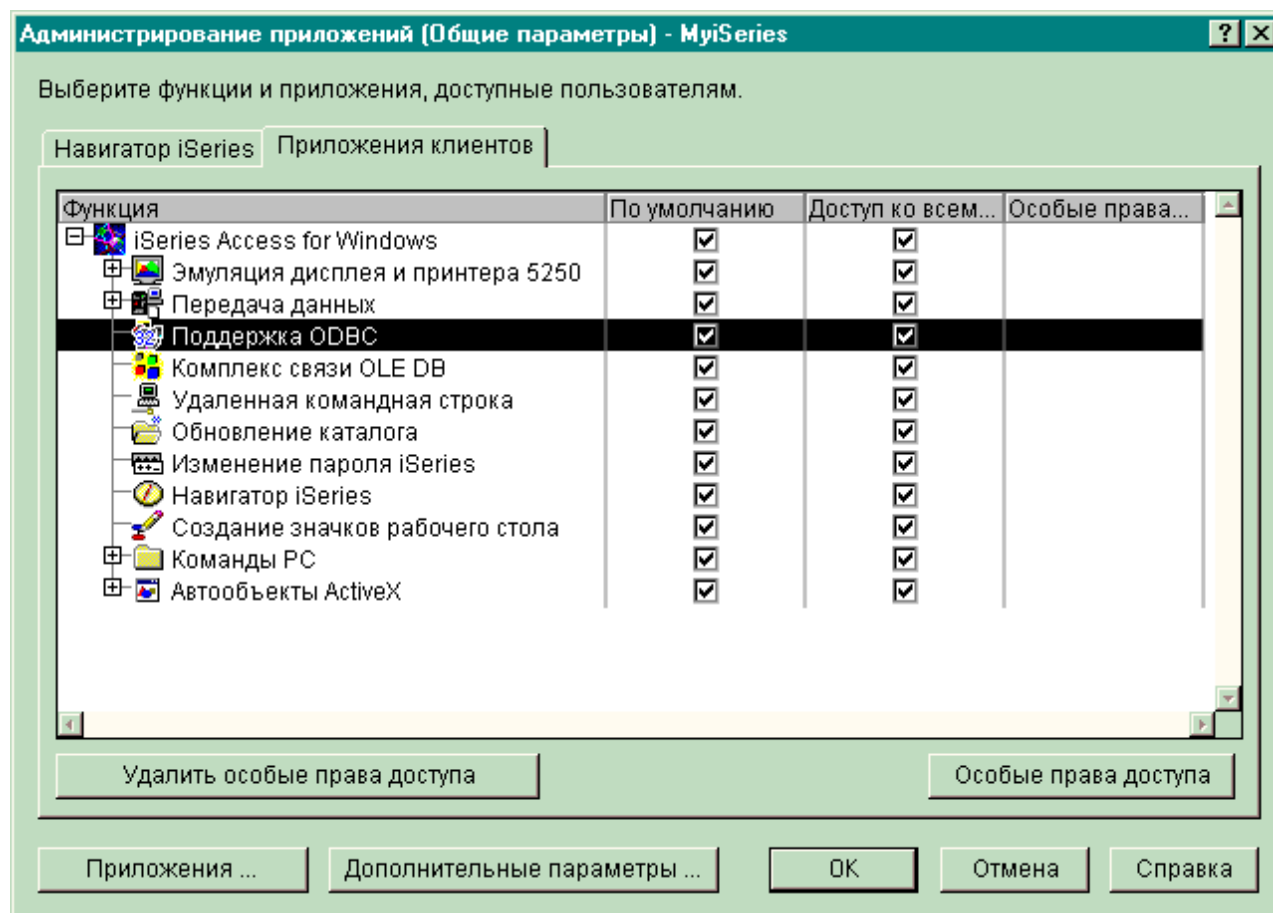 Администрирование приложений (Общие параметры) - MyiSeries
Выберите функции и приложения, доступные пользователям.
Навигатор iSeries Приложения клиентов
Функция По умолчанию Доступ ко всем... Особые права...
iSeries Access for Windows
Эмуляция дисплея и принтера 5250
Передача данных
Поддержка ODBC
Комплекс связи OLE DB
Удаленная командная строка
Обновление каталога
Изменение пароля iSeries
Навигатор iSeries
Создание значков рабочего стола
Команды PC
Автообъекты ActiveX
Удалить особые права доступа Особые права доступа
Приложения ... Дополнительные параметры ... OK Отмена Справка